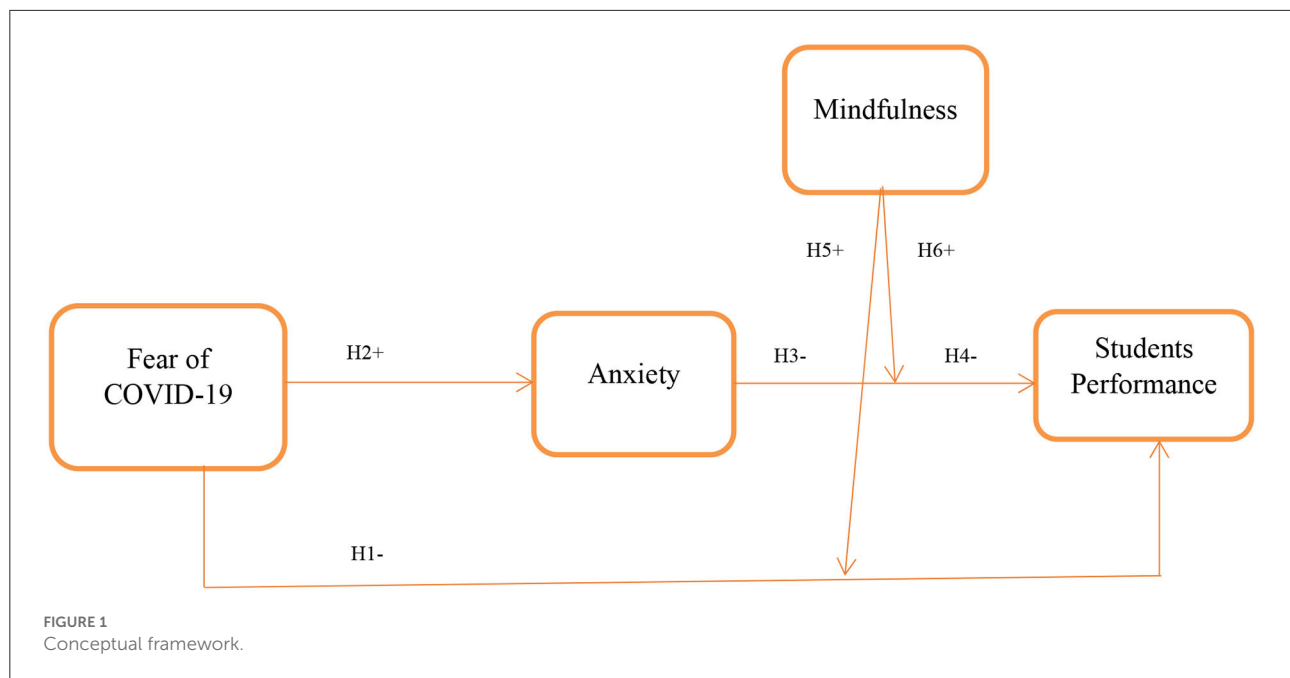 Mindfulness
H5+
H6+
Fear of
COVID-19
H2+
Anxiety
H3-
H4-
Students
Performance
H1-
FIGURE 1
Conceptual framework.